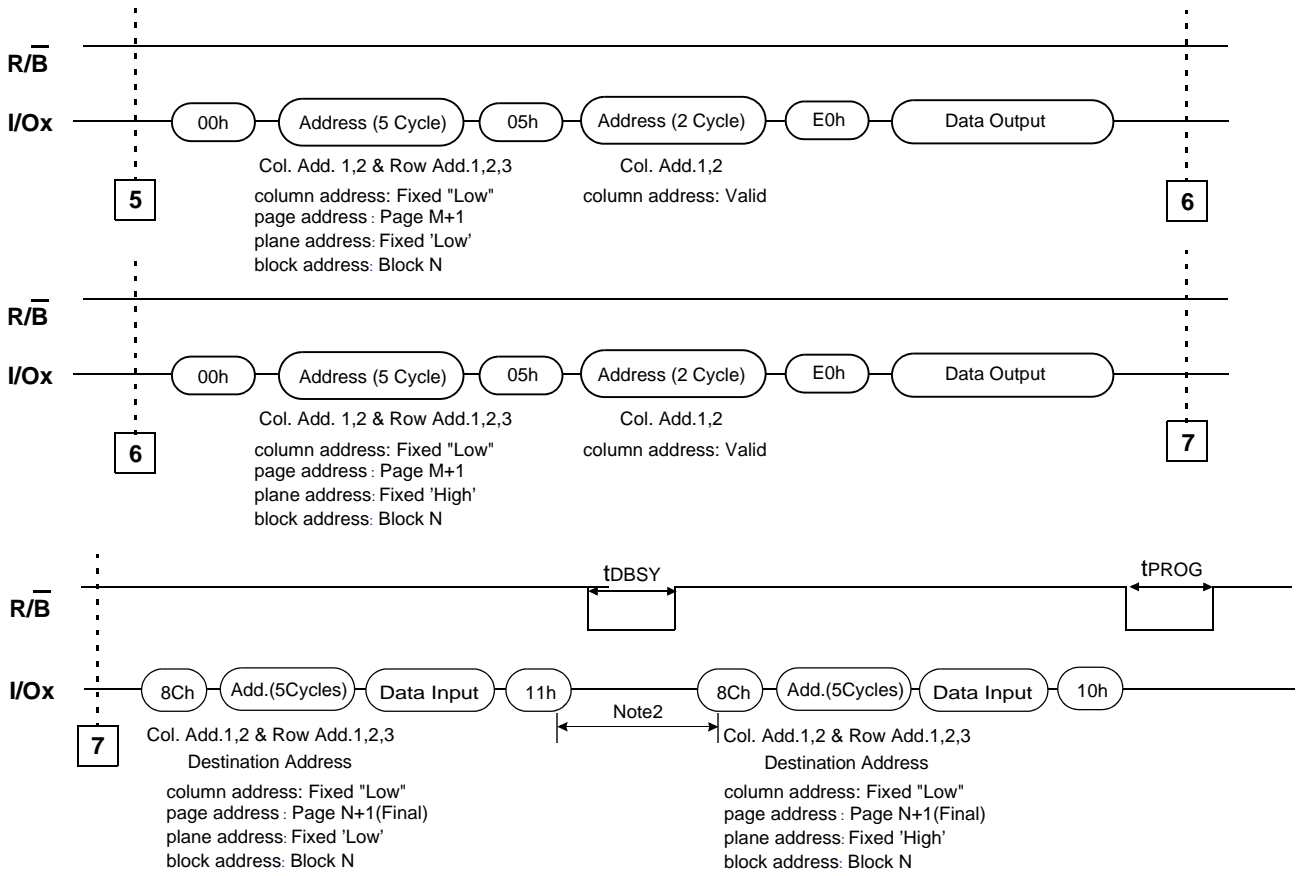 R/B
I/Ox 00h Address (5 Cycle) 05h Address (2 Cycle) E0h Data Output
Col. Add. 1,2 & Row Add.1,2,3 Col. Add.1,2
column address: Fixed "Low" column address: Valid
page address : Page M+1
plane address: Fixed 'Low'
block address: Block N
5 6
R/B
I/Ox 00h Address (5 Cycle) 05h Address (2 Cycle) E0h Data Output
Col. Add. 1,2 & Row Add.1,2,3 Col. Add.1,2
column address: Fixed "Low" column address: Valid
page address : Page M+1
plane address: Fixed 'High'
block address: Block N
6 7
tDBSY tPROG
R/B
I/Ox 8Ch Add.(5Cycles) Data Input 11h 8Ch Add.(5Cycles) Data Input 10h
Note2
7 Col. Add.1,2 & Row Add.1,2,3 Col. Add.1,2 & Row Add.1,2,3
Destination Address Destination Address
column address: Fixed "Low" column address: Fixed "Low"
page address : Page N+1(Final) page address : Page N+1(Final)
plane address: Fixed 'Low' plane address: Fixed 'High'
block address: Block N block address: Block N